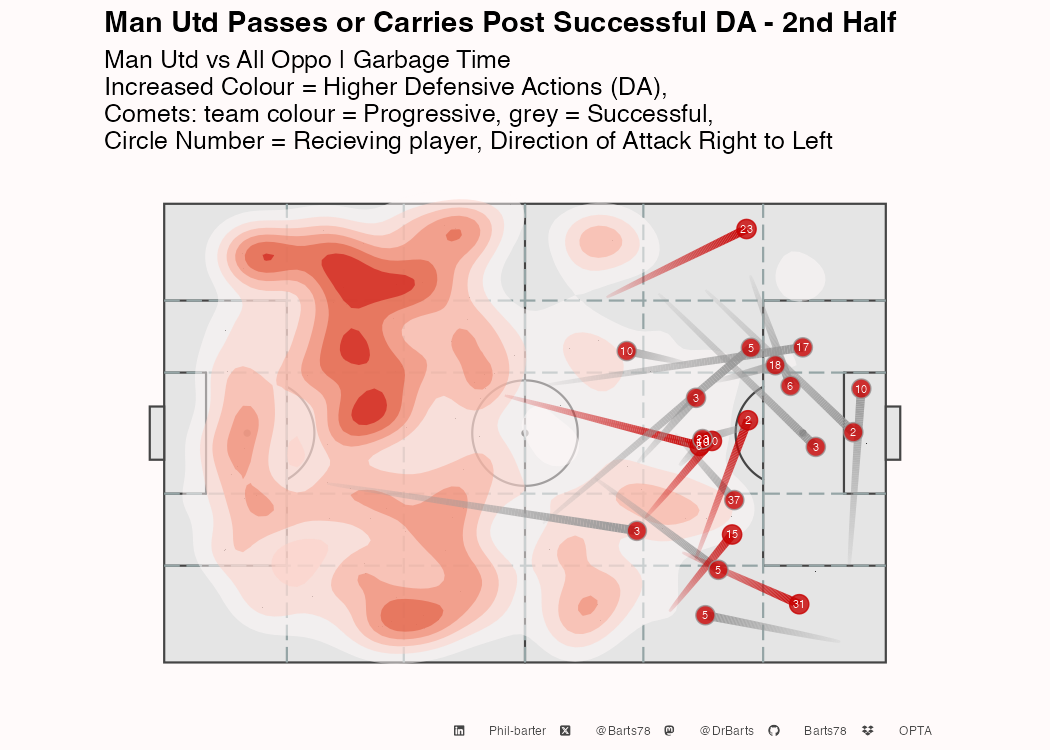 Man Utd Passes or Carries Post Successful DA - 2nd Half
Man Utd vs All Oppo | Garbage Time
Increased Colour = Higher Defensive Actions (DA),
Comets: team colour = Progressive, grey = Successful,
Circle Number = Recieving player, Direction of Attack Right to Left
23
10
5
17
18
6
10
3
2
2
3
37
3
15
5
31
5
Phil-barter
@Barts78
@DrBarts
Barts78
OPTA